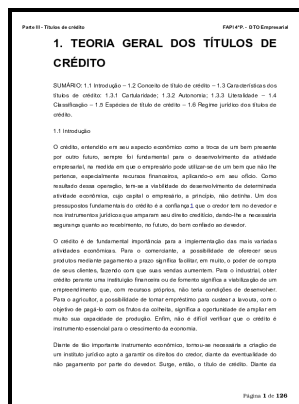 Parte III - Títulos de crédito FAP/ 4ºP. - DTO Empresarial
1. TEORIA GERAL DOS TÍTULOS DE
CRÉDITO
SUMÁRIO: 1.1 Introdução – 1.2 Conceito de título de crédito – 1.3 Características dos
títulos de crédito: 1.3.1 Cartularidade; 1.3.2 Autonomia; 1.3.3 Literalidade – 1.4
Classificação – 1.5 Espécies de título de crédito – 1.6 Regime jurídico dos títulos de
crédito.
1.1 Introdução
O crédito, entendido em seu aspecto econômico como a troca de um bem presente
por outro futuro, sempre foi fundamental para o desenvolvimento da atividade
empresarial, na medida em que o empresário pode utilizar-se de um bem que não lhe
pertence, especialmente recursos financeiros, aplicando-o em seu ofício. Como
resultado dessa operação, tem-se a viabilidade do desenvolvimento de determinada
atividade econômica, cujo capital o empresário, a princípio, não detinha. Um dos
pressupostos fundamentais do crédito é a confiança1 que o credor tem no devedor e
nos instrumentos jurídicos que amparam seu direito creditício, dando-lhe a necessária
segurança quanto ao recebimento, no futuro, do bem confiado ao devedor.
O crédito é de fundamental importância para a implementação das mais variadas
atividades econômicas. Para o comerciante, a possibilidade de oferecer seus
produtos mediante pagamento a prazo significa facilitar, em muito, o poder de compra
de seus clientes, fazendo com que suas vendas aumentem. Para o industrial, obter
crédito perante uma instituição financeira ou de fomento significa a viabilização de um
empreendimento que, com recursos próprios, não teria condições de desenvolver.
Para o agricultor, a possibilidade de tomar empréstimo para custear a lavoura, com o
objetivo de pagá-lo com os frutos da colheita, significa a oportunidade de ampliar em
muito sua capacidade de produção. Enfim, não é difícil verificar que o crédito é
instrumento essencial para o crescimento da economia.
Diante de tão importante instrumento econômico, tornou-se necessária a criação de
um instituto jurídico apto a garantir os direitos do credor, diante da eventualidade do
não pagamento por parte do devedor. Surge, então, o título de crédito. Diante da
Página 1 de 126